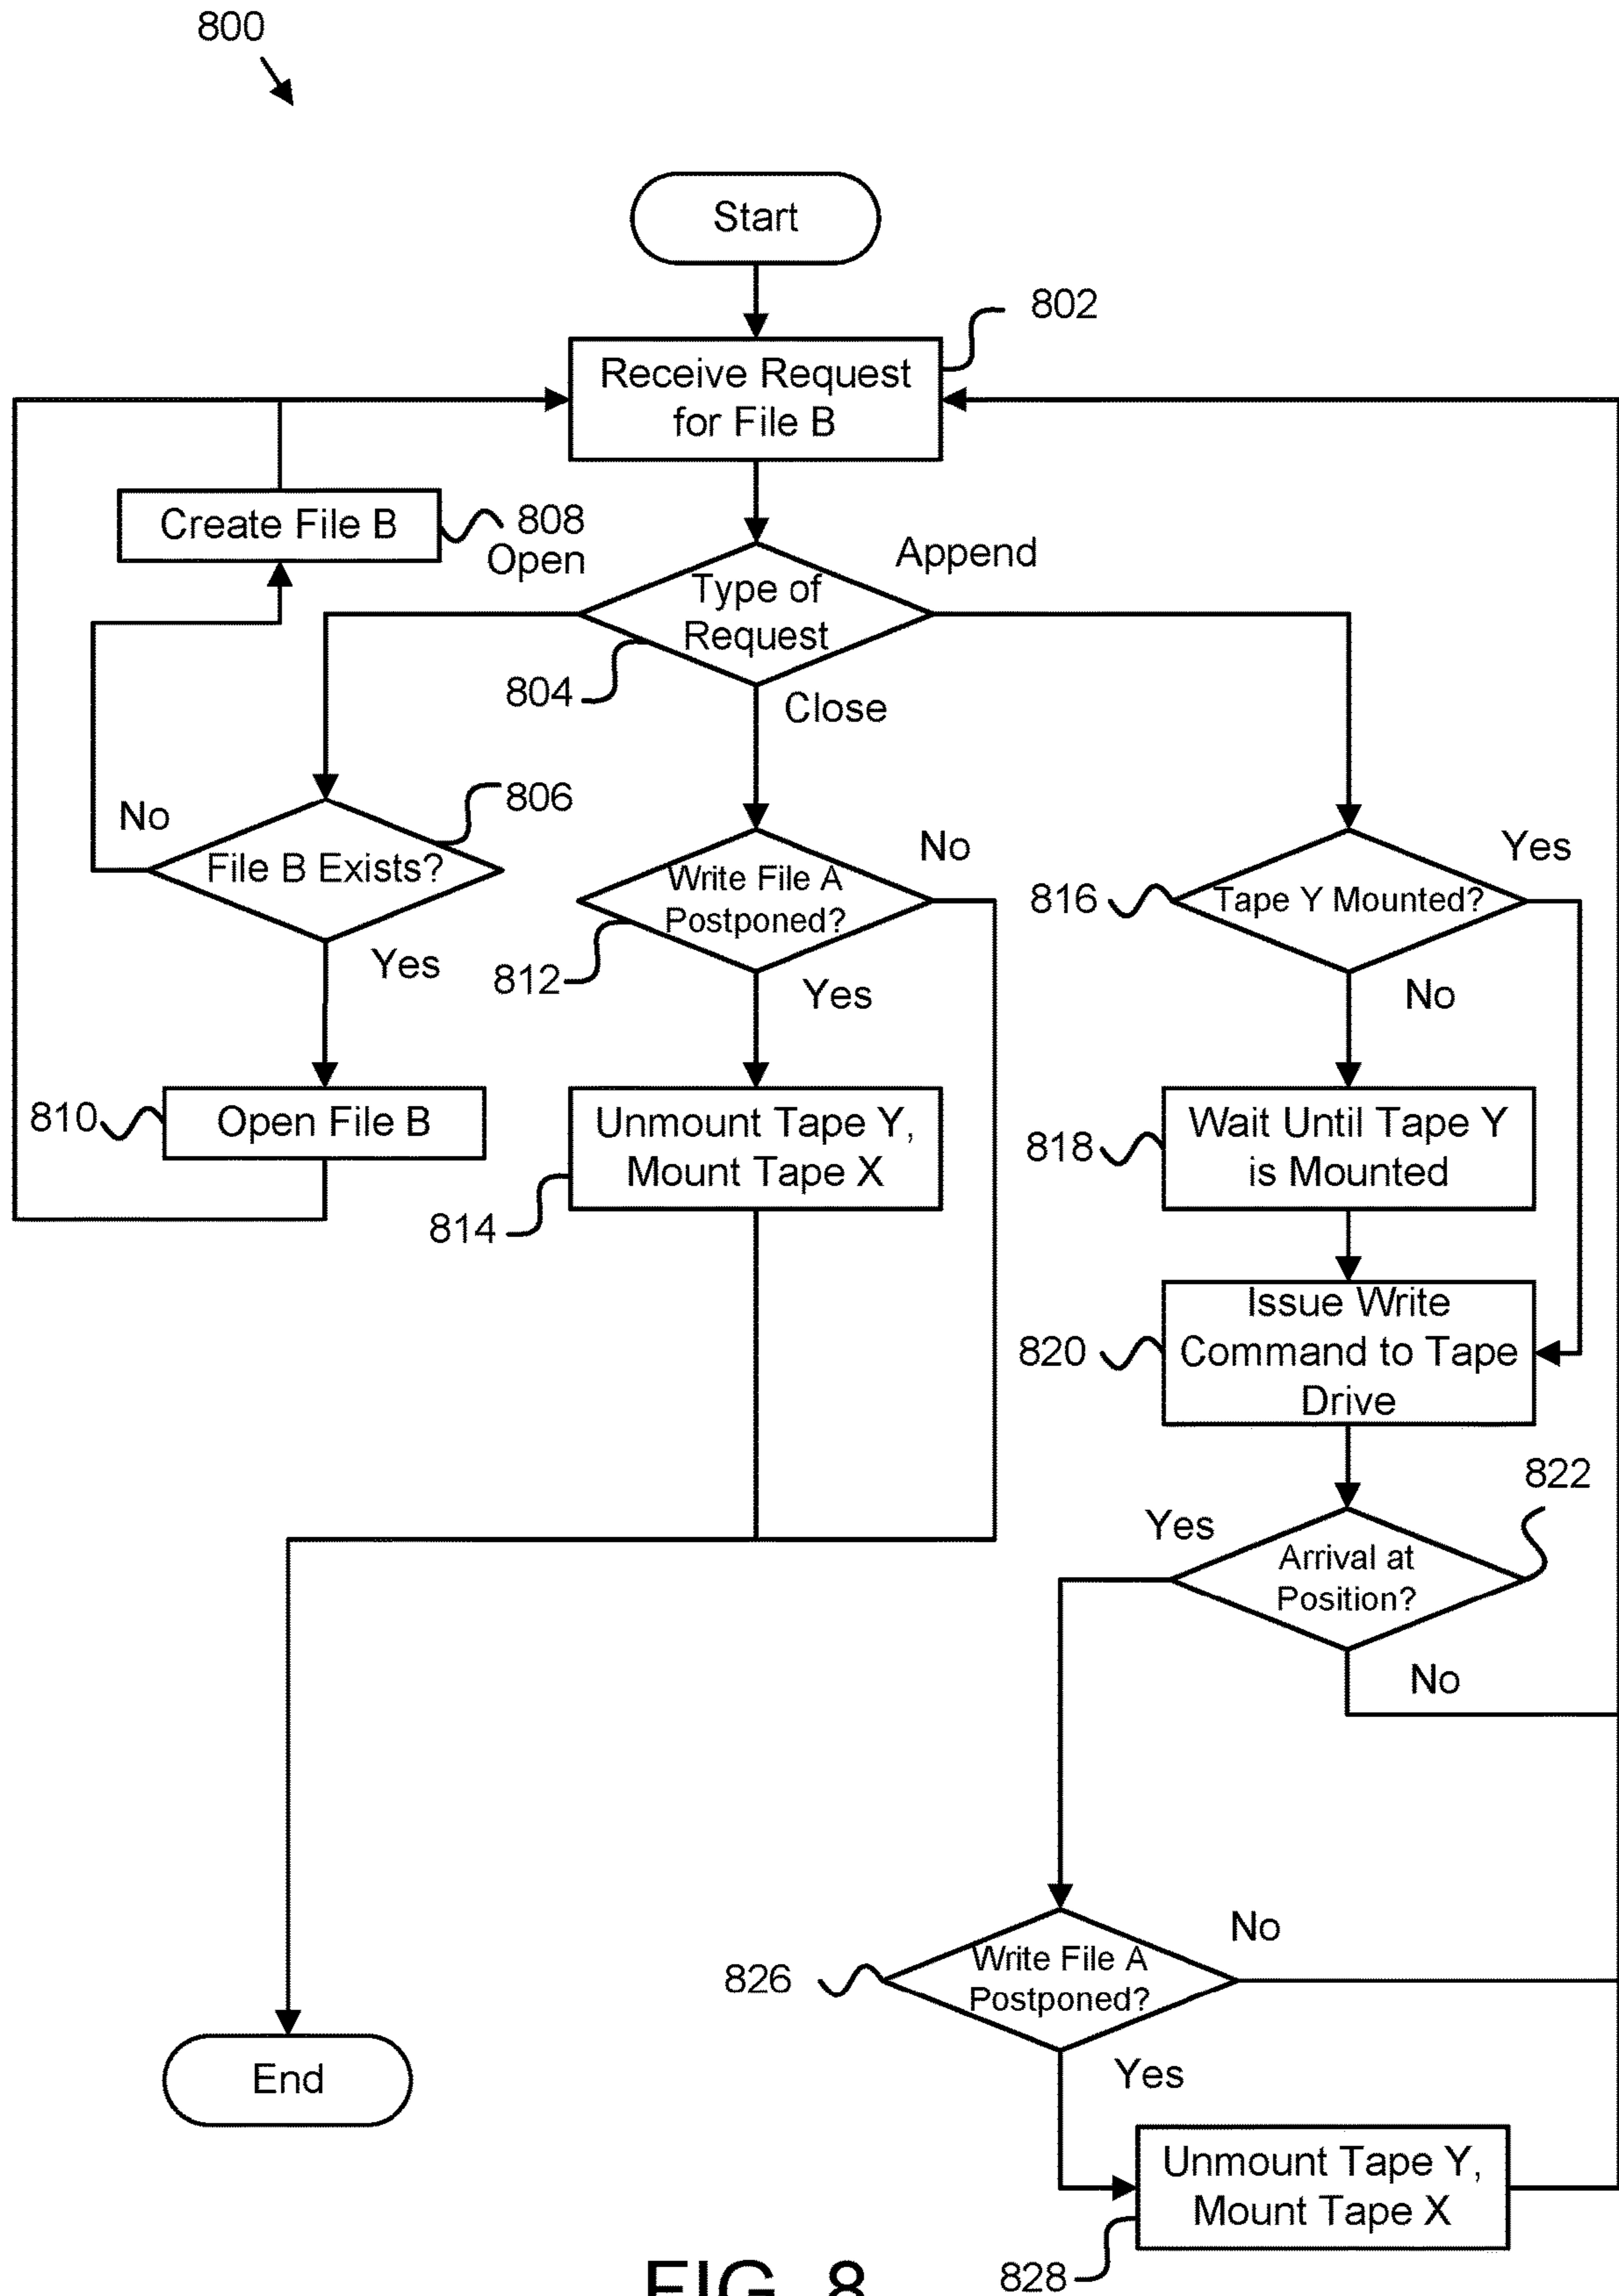 800
Start
802
Receive Request
for File B
Create File B
808
Open
Append
Type of
Request
804
Close
806
No
File B Exists?
Yes
Write File A
Postponed?
No
812
Yes
816
Tape Y Mounted?
Yes
No
810
Open File B
Unmount Tape Y,
Mount Tape X
814
818
Wait Until Tape Y
is Mounted
820
Issue Write
Command to Tape
Drive
822
Yes
Arrival at
Position?
No
826
Write File A
Postponed?
No
Yes
End
Unmount Tape Y,
Mount Tape X
828
FIG. 8